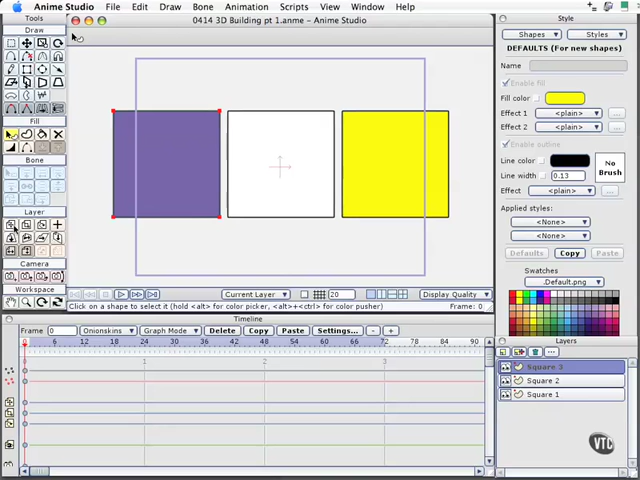 Anime Studio File Edit Draw Bone Animation Scripts View Window Help
Tools
0414 3D Building pt 1.anme - Anime Studio
Style
Draw
Shapes Styles
DEFAULTS (For new shapes)
Name
Enable fill
Fill color
Effect 1 <plain> ...
Effect 2 <plain> ...
Fill
Enable outline
Line color
No Brush
Line width 0.13
Bone
Effect <plain> ...
Applied styles:
<None>
<None>
Layer
Defaults Copy Paste
Camera
Swatches
.Default.png
Workspace
Current Layer 20 Display Quality
Click on a shape to select it (hold <alt> for color picker, <alt>+<ctrl> for color pusher) Frame: 0
Timeline
Frame 0 Onionskins Graph Mode Delete Copy Paste Settings... - +
Layers
0 6 12 18 24 30 36 42 48 54 60 66 72 78 84 90
1 2 3
Square 3
Square 2
Square 1
VTC